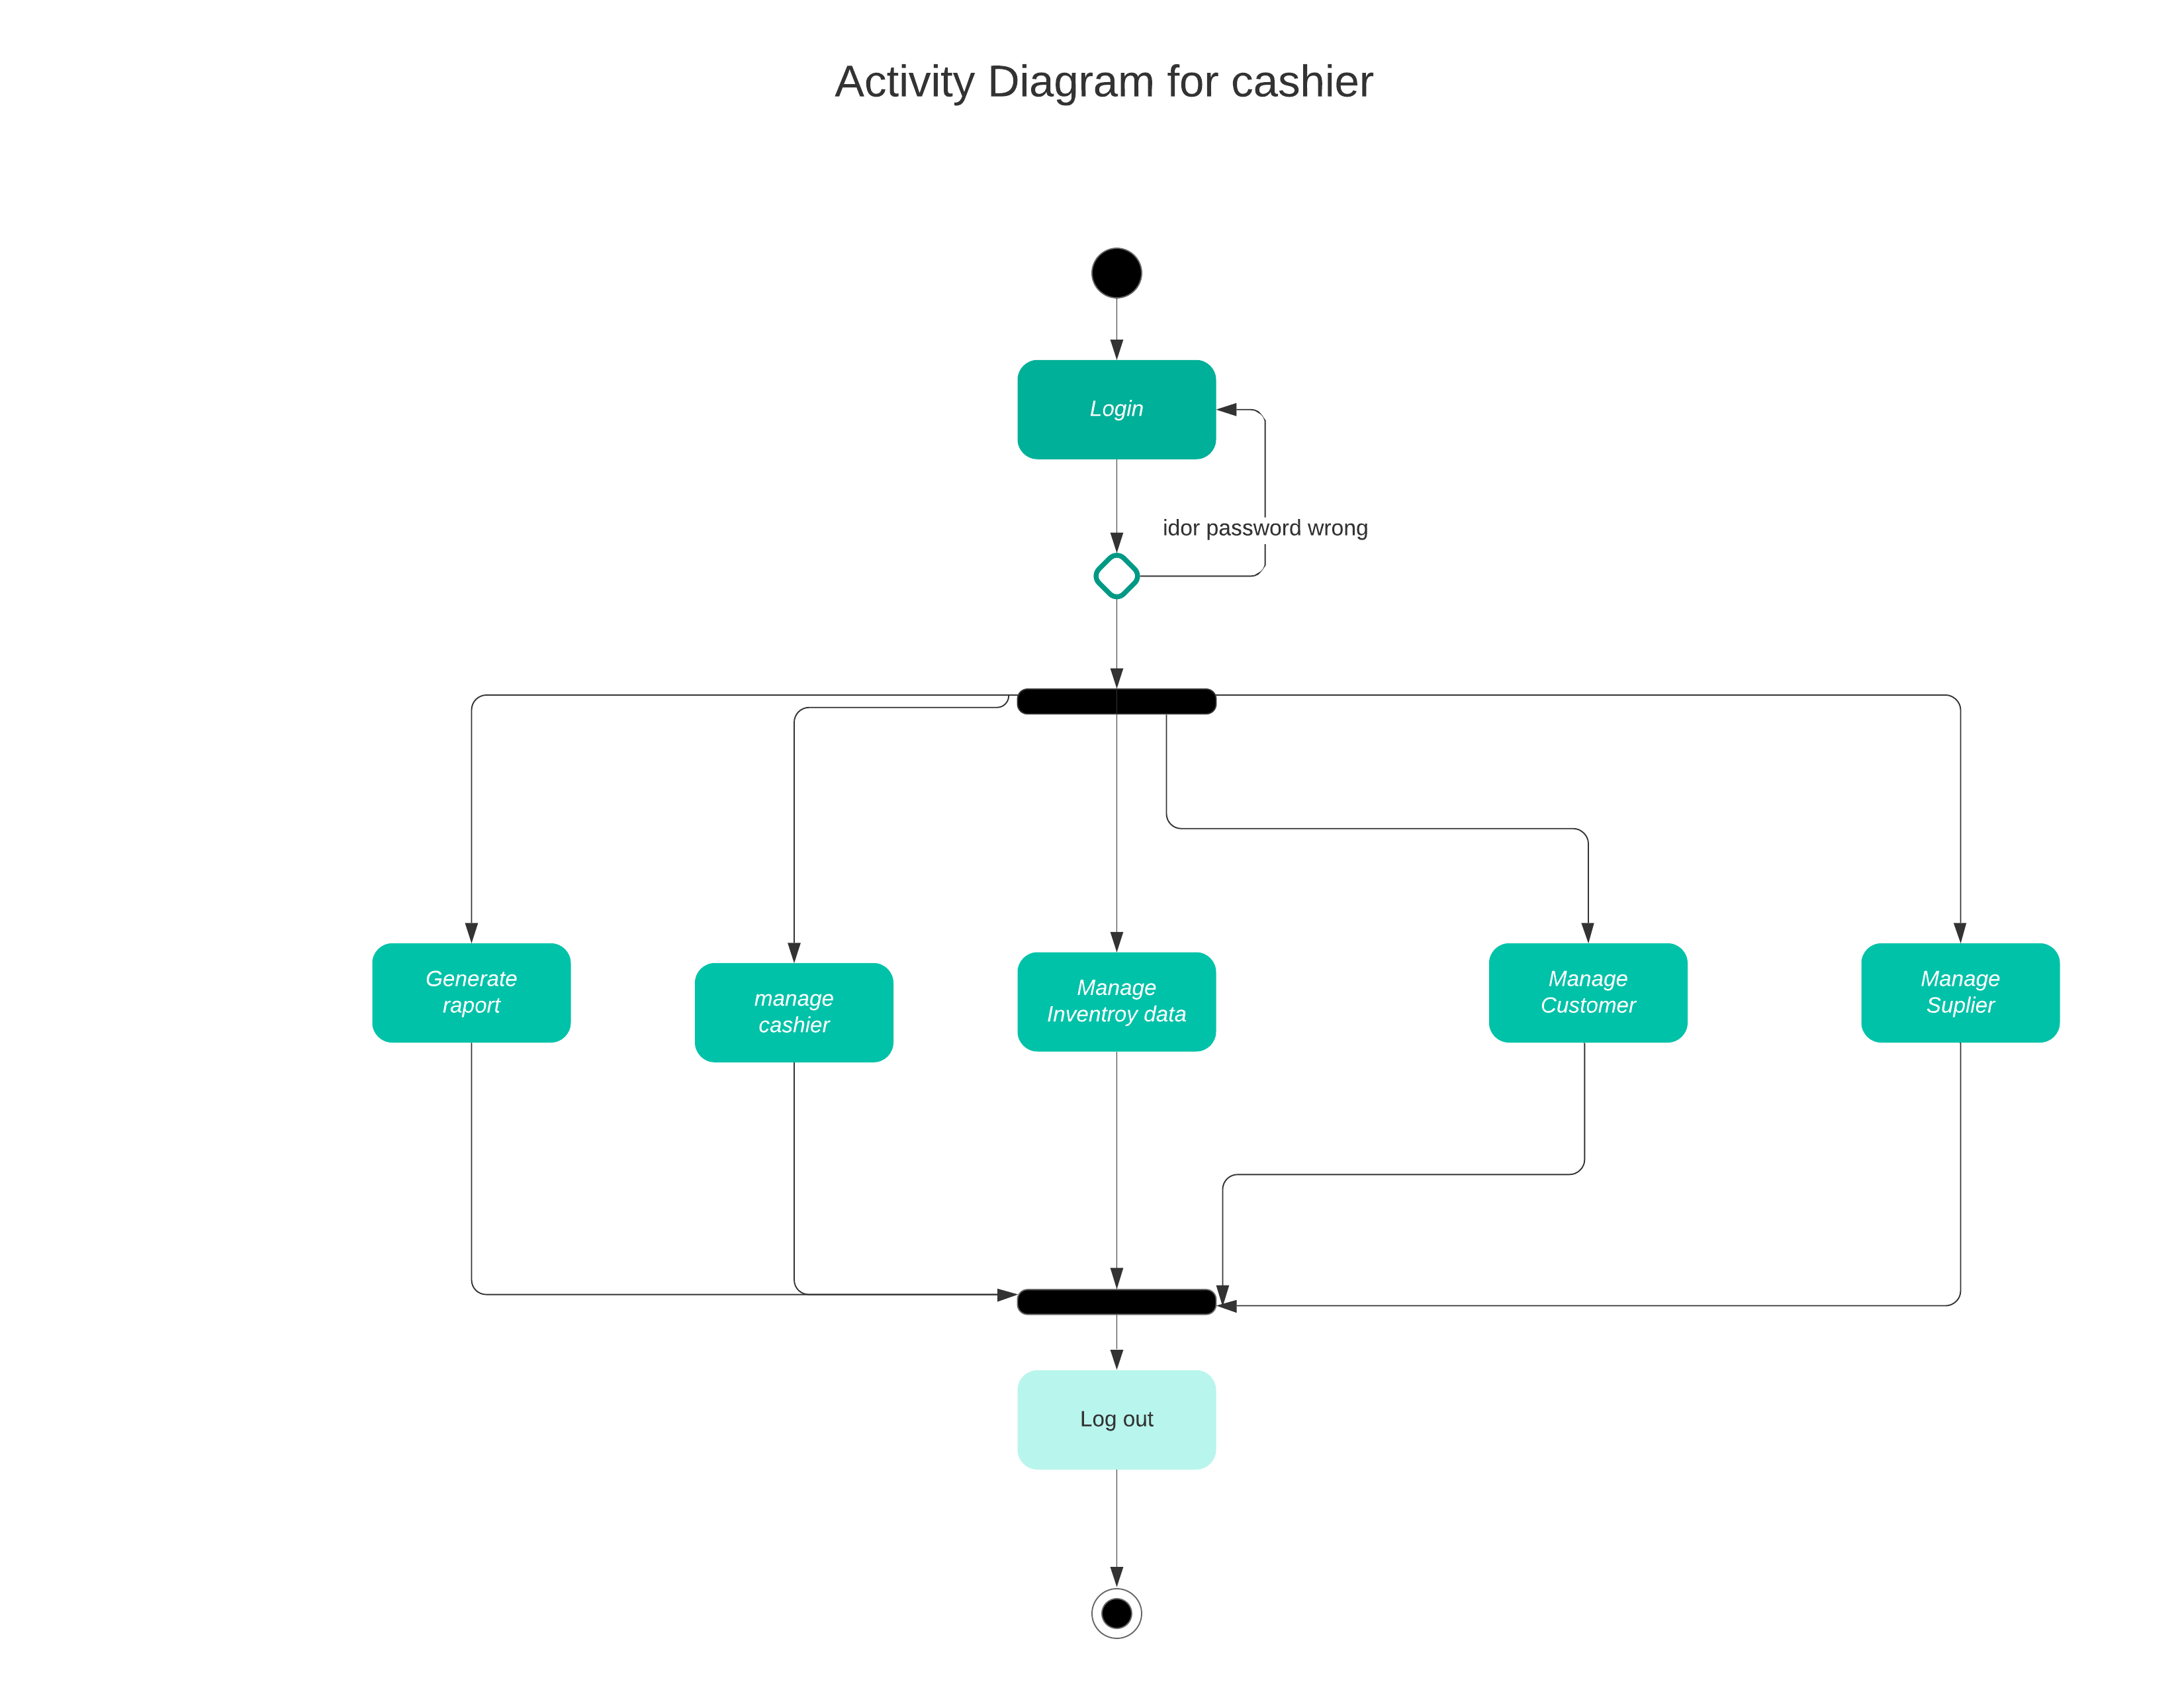 Activity Diagram for cashier
Login
idor password wrong
Generate
raport
manage
cashier
Manage
Inventroy data
Manage
Customer
Manage
Suplier
Log out